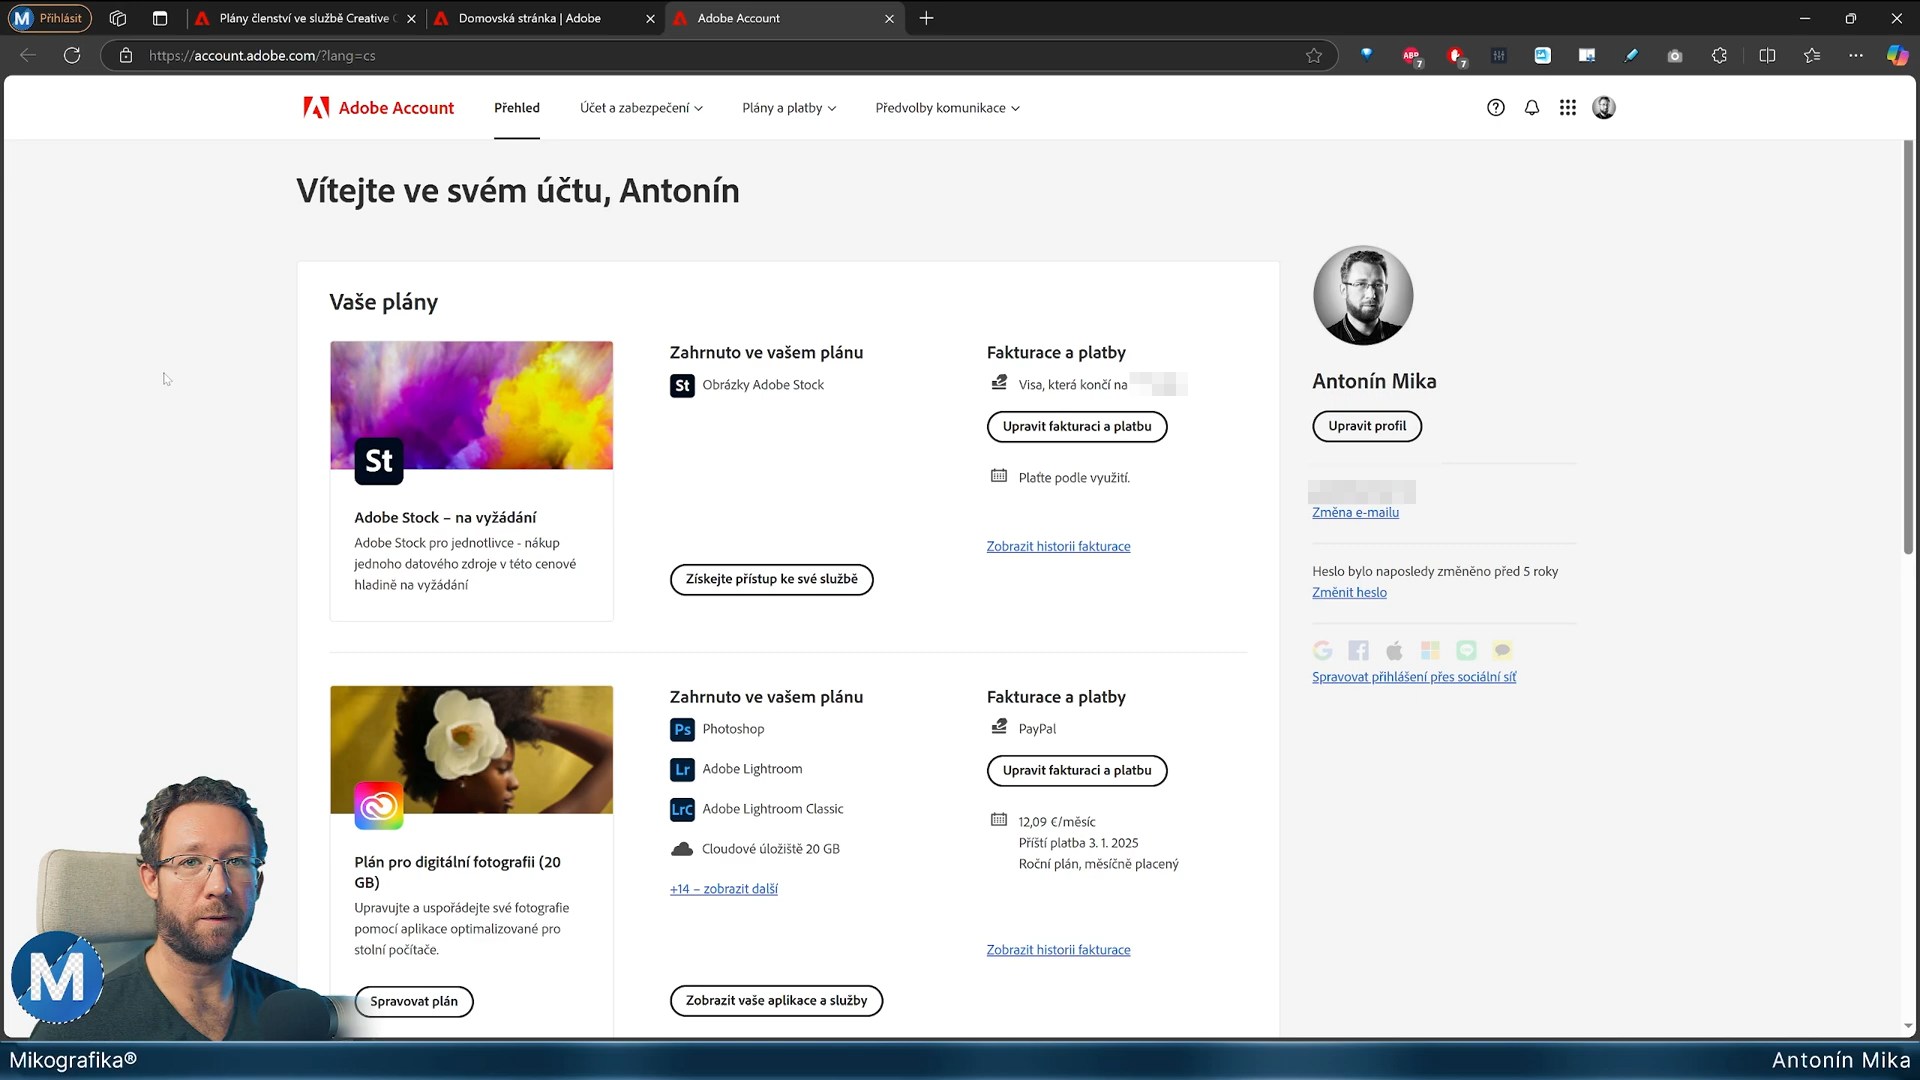 M Přihlásit
Plány členství ve službě Creative C
Domovská stránka | Adobe
Adobe Account
https://account.adobe.com/?lang=cs
ABP 7
7
Adobe Account
Přehled
Účet a zabezpečení
Plány a platby
Předvolby komunikace
Vítejte ve svém účtu, Antonín
Vaše plány
St
Adobe Stock – na vyžádání
Adobe Stock pro jednotlivce - nákup
jednoho datového zdroje v této cenové
hladině na vyžádání
Zahrnuto ve vašem plánu
St Obrázky Adobe Stock
Získejte přístup ke své službě
Fakturace a platby
Visa, která končí na
Upravit fakturaci a platbu
Plaťte podle využití.
Zobrazit historii fakturace
Plán pro digitální fotografii (20
GB)
Upravujte a uspořádejte své fotografie
pomocí aplikace optimalizované pro
stolní počítače.
Spravovat plán
Zahrnuto ve vašem plánu
Ps Photoshop
Lr Adobe Lightroom
LrC Adobe Lightroom Classic
Cloudové úložiště 20 GB
+14 – zobrazit další
Zobrazit vaše aplikace a služby
Fakturace a platby
PayPal
Upravit fakturaci a platbu
12,09 €/měsíc
Příští platba 3. 1. 2025
Roční plán, měsíčně placený
Zobrazit historii fakturace
Antonín Mika
Upravit profil
Změna e-mailu
Heslo bylo naposledy změněno před 5 roky
Změnit heslo
Spravovat přihlášení přes sociální síť
M
Mikografika®
Antonín Mika